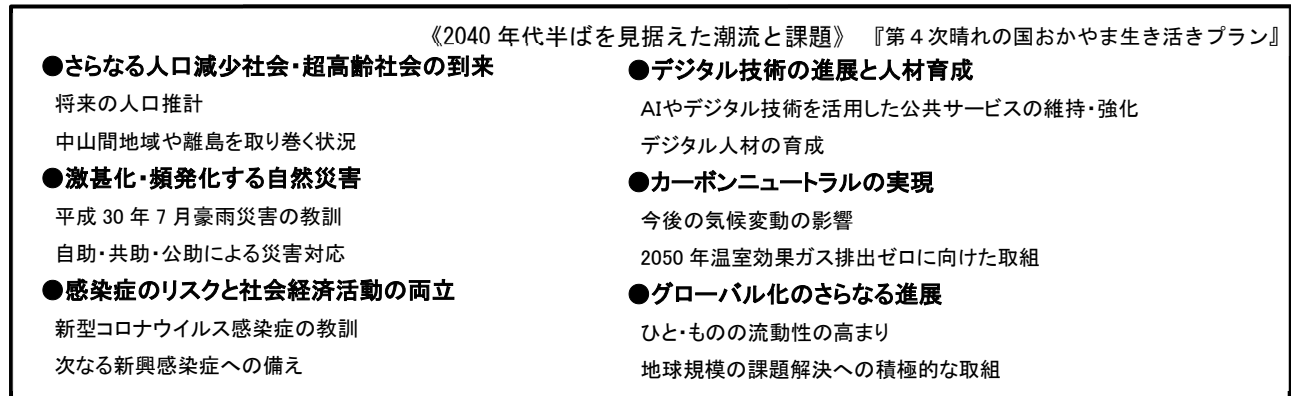 《2040 年代半ばを見据えた潮流と課題》 『第４次晴れの国おかやま生き活きプラン』
●さらなる人口減少社会・超高齢社会の到来
将来の人口推計
中山間地域や離島を取り巻く状況
●激甚化・頻発化する自然災害
平成 30 年 7 月豪雨災害の教訓
自助・共助・公助による災害対応
●感染症のリスクと社会経済活動の両立
新型コロナウイルス感染症の教訓
次なる新興感染症への備え
●デジタル技術の進展と人材育成
AIやデジタル技術を活用した公共サービスの維持・強化
デジタル人材の育成
●カーボンニュートラルの実現
今後の気候変動の影響
2050 年温室効果ガス排出ゼロに向けた取組
●グローバル化のさらなる進展
ひと・ものの流動性の高まり
地球規模の課題解決への積極的な取組